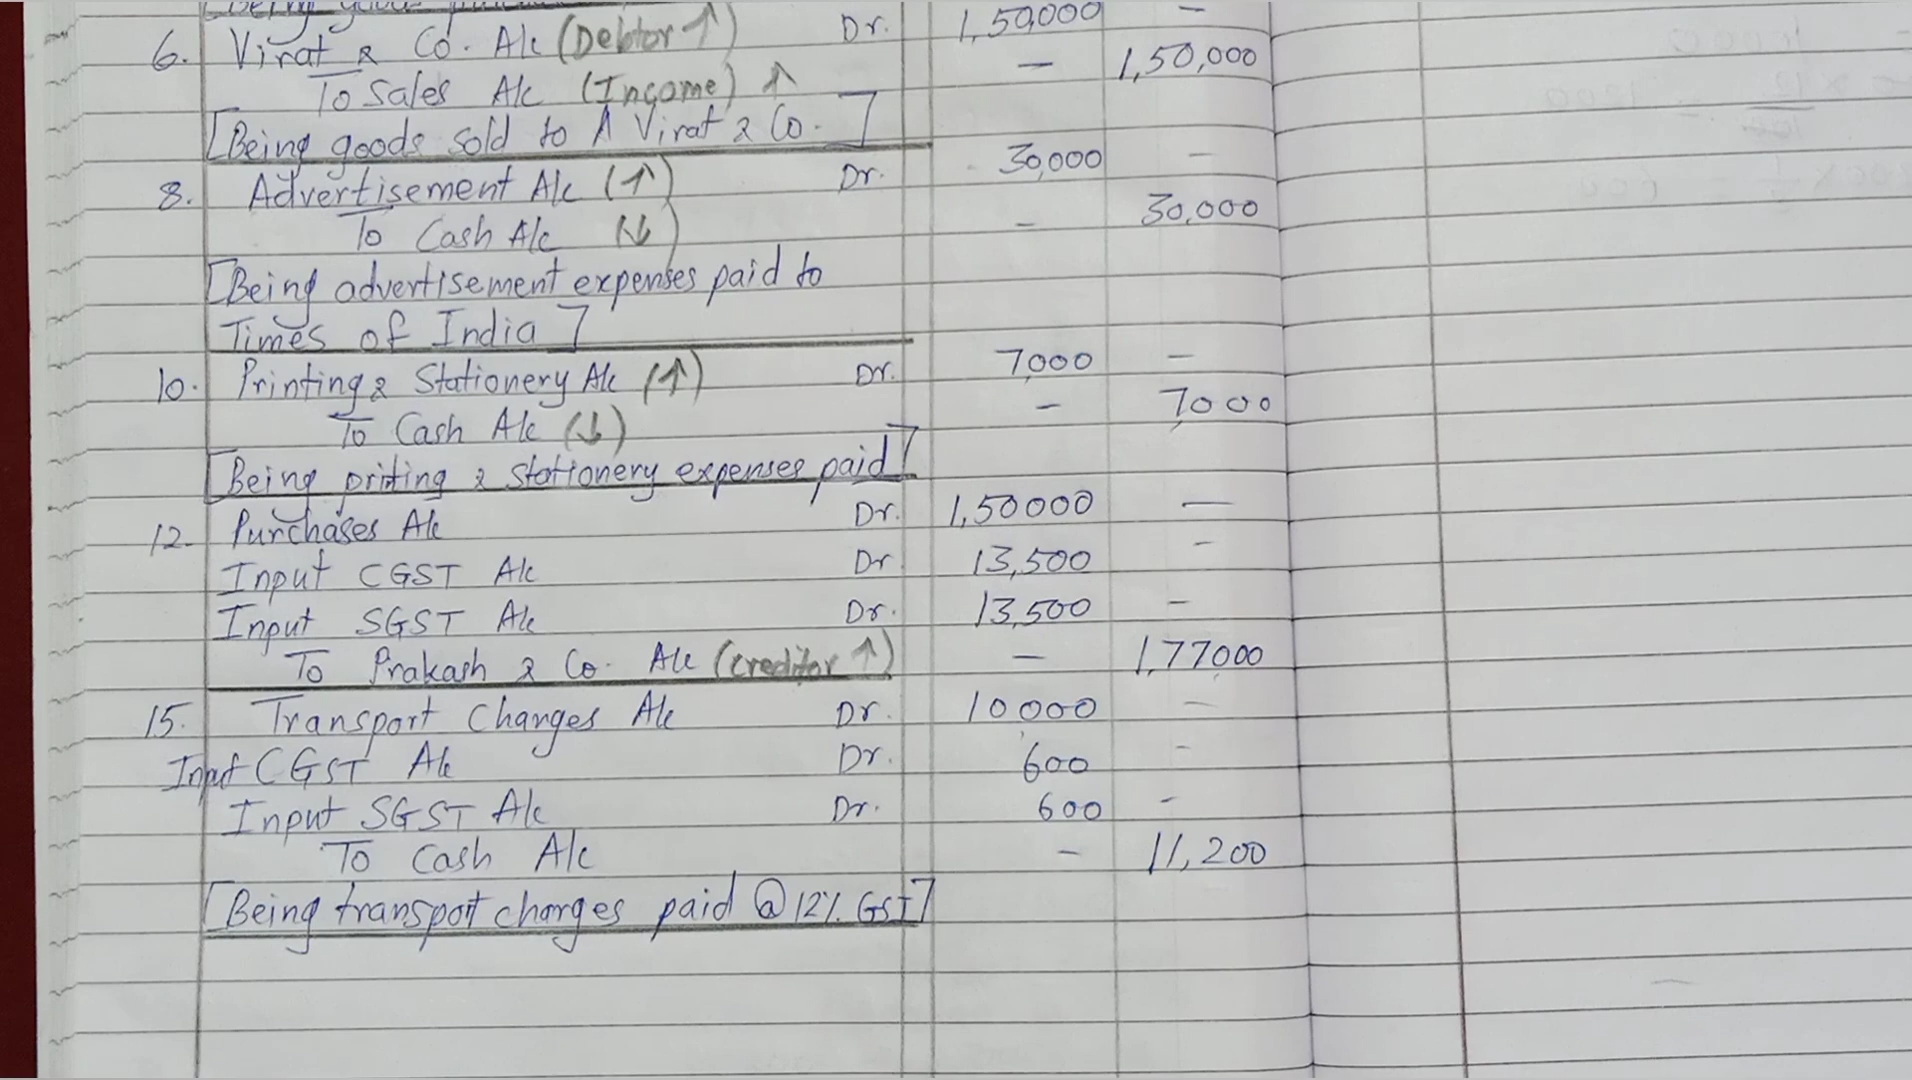 6. Virat & Co. A/c (Debtor ↑) Dr. 1,50,000 -
To Sales A/c (Income) ↑ - 1,50,000
[Being goods sold to A Virat & Co.]
8. Advertisement A/c (↑) Dr. 30,000 -
To Cash A/c (↓) - 30,000
[Being advertisement expenses paid to
Times of India]
10. Printing & Stationery A/c (↑) Dr. 7,000 -
To Cash A/c (↓) - 7000
[Being priting & stationery expenses paid]
12. Purchases A/c Dr. 1,50000 -
Input CGST A/c Dr 13,500 -
Input SGST A/c Dr. 13,500 -
To Prakash & Co. A/c (creditor ↑) - 1,77000
15. Transport Charges A/c Dr. 10000 -
Input CGST A/c Dr. 600 -
Input SGST A/c Dr. 600 -
To Cash A/c - 11,200
[Being transport charges paid @ 12% GST]